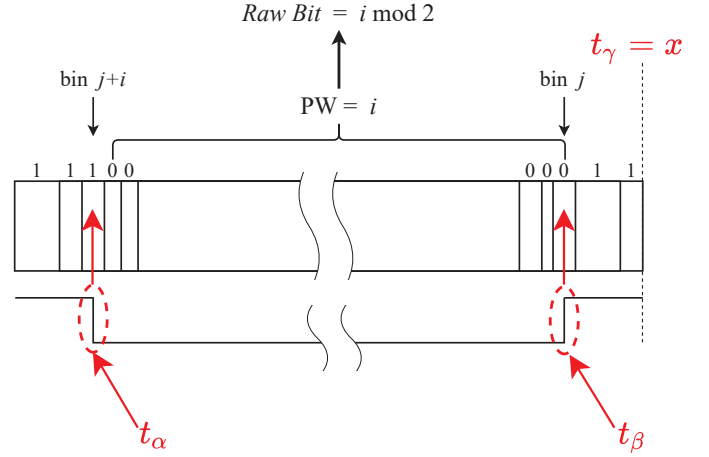 Raw Bit = i mod 2
t_γ = x
bin j+i
bin j
PW = i
1 1 1 0 0 0 0 0 1 1
t_α
t_β